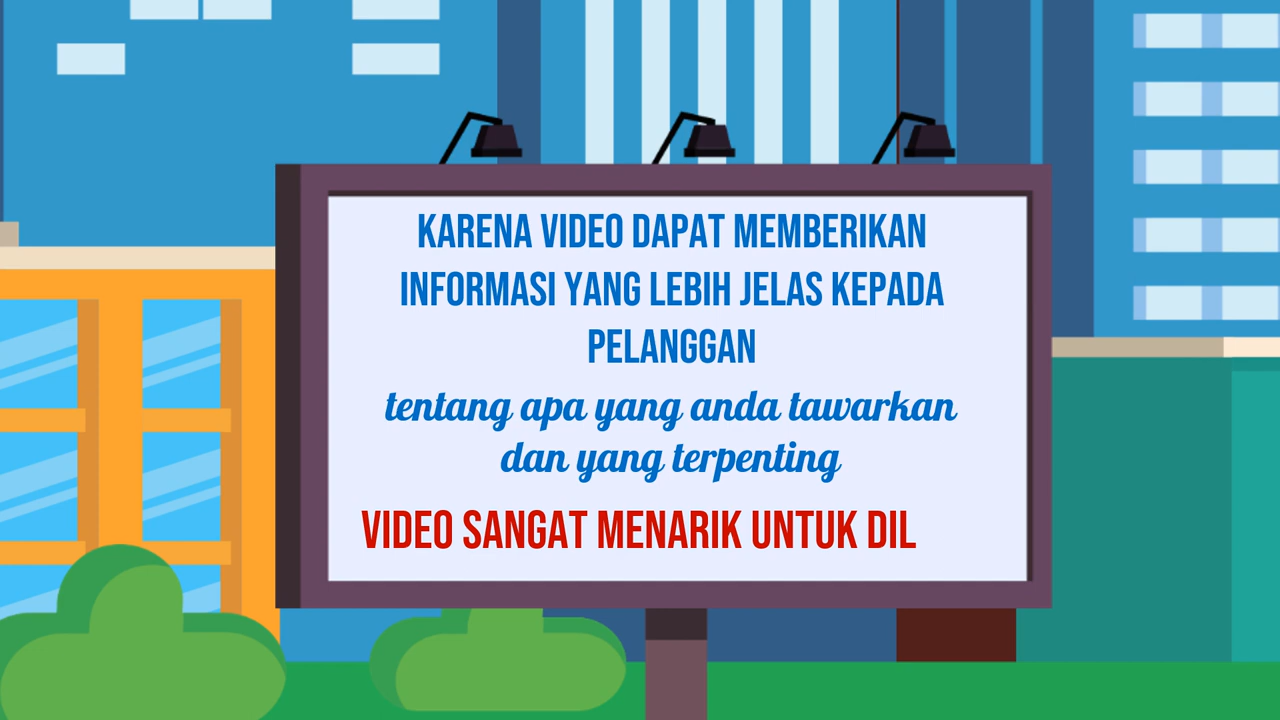 KARENA VIDEO DAPAT MEMBERIKAN
INFORMASI YANG LEBIH JELAS KEPADA
PELANGGAN
tentang apa yang anda tawarkan
dan yang terpenting
VIDEO SANGAT MENARIK UNTUK DIL